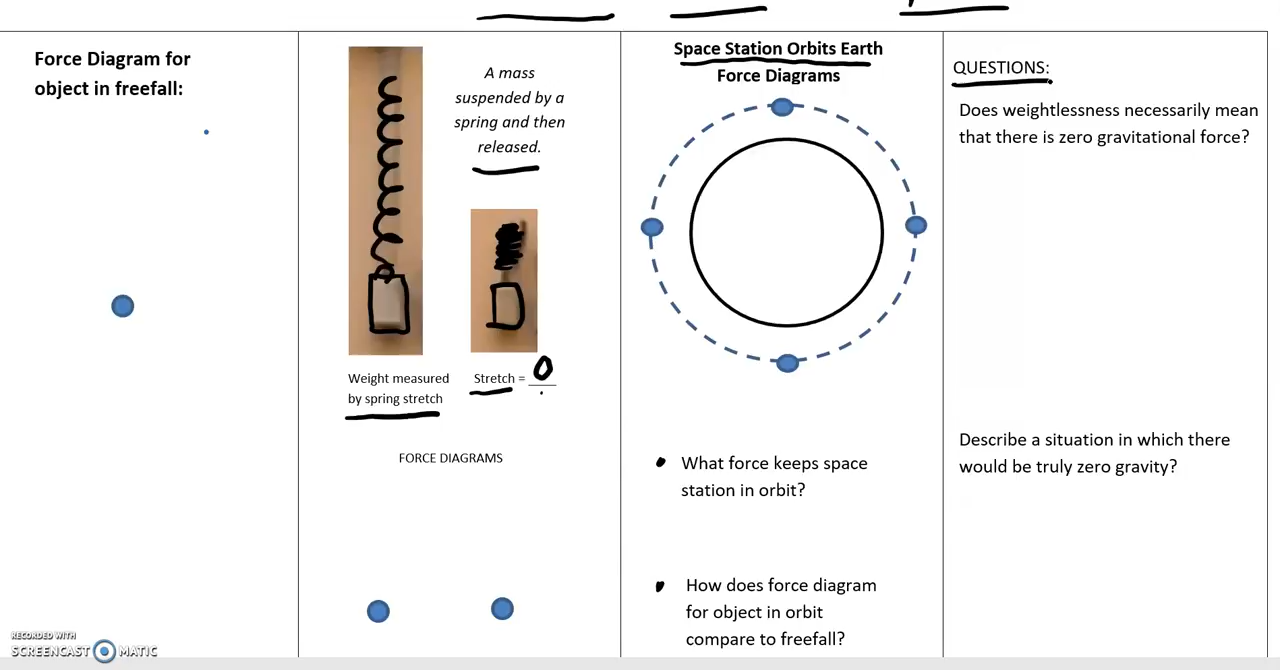 Force Diagram for
object in freefall:
A mass
suspended by a
spring and then
released.
Weight measured
by spring stretch
Stretch = 0
FORCE DIAGRAMS
Space Station Orbits Earth
Force Diagrams
• What force keeps space
station in orbit?
• How does force diagram
for object in orbit
compare to freefall?
QUESTIONS:
Does weightlessness necessarily mean
that there is zero gravitational force?
Describe a situation in which there
would be truly zero gravity?
RECORDED WITH
SCREENCAST MATIC